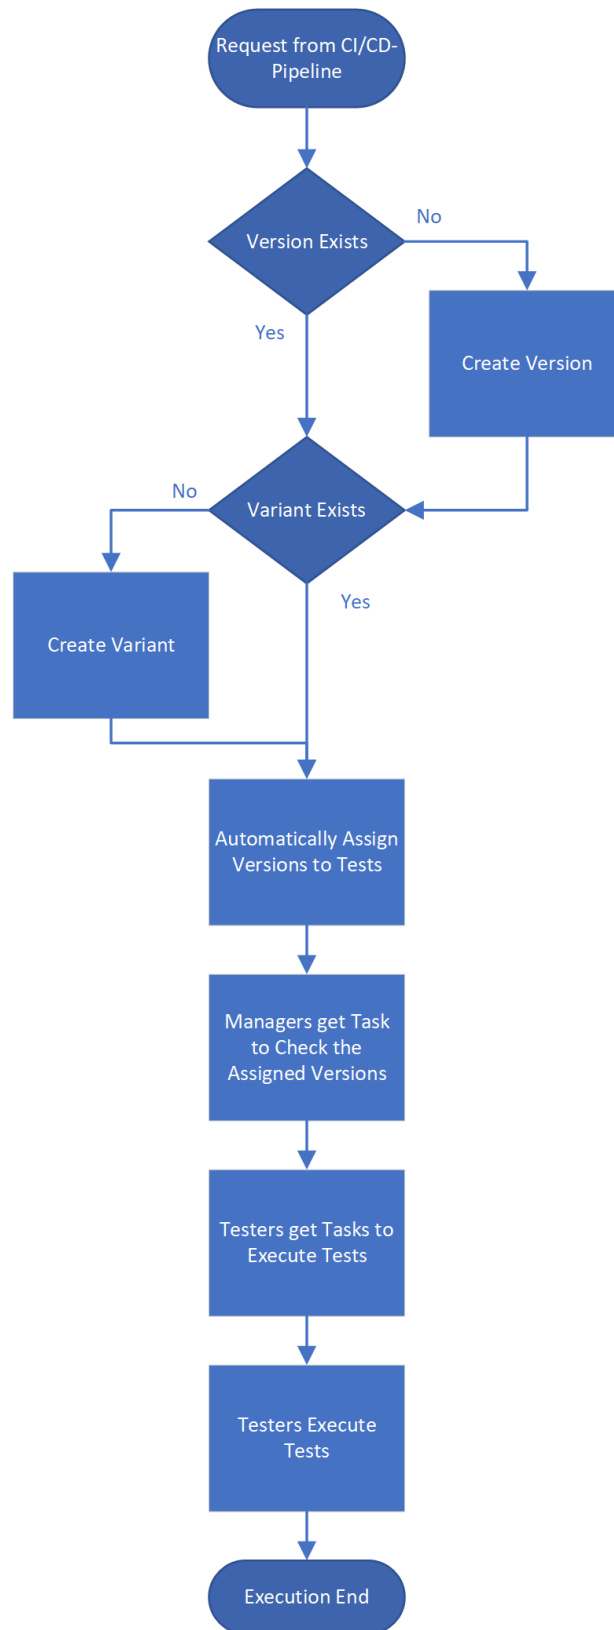 Request from CI/CD-
Pipeline
Version Exists
No
Yes
Create Version
No
Variant Exists
Yes
Create Variant
Automatically Assign
Versions to Tests
Managers get Task
to Check the
Assigned Versions
Testers get Tasks to
Execute Tests
Testers Execute
Tests
Execution End